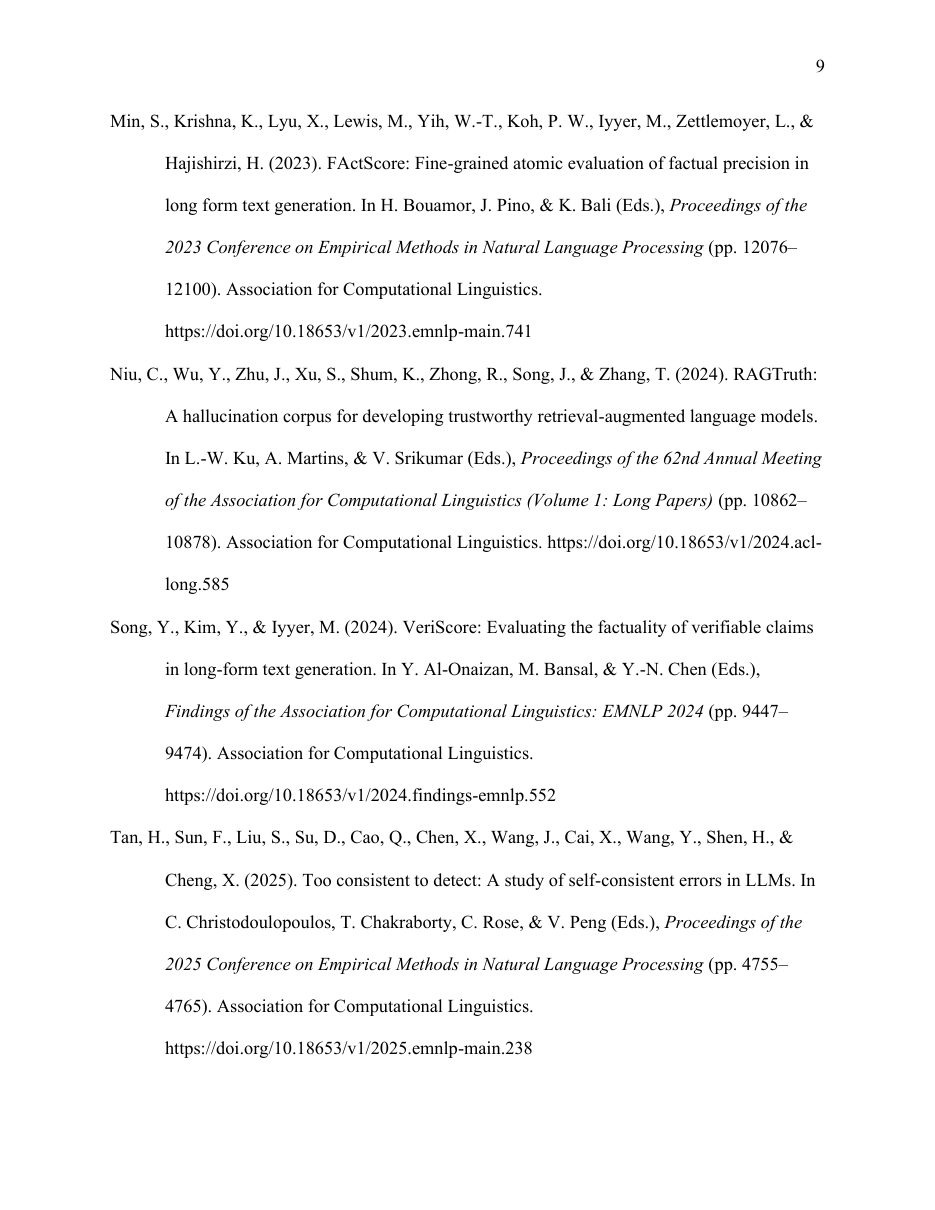 9
Min, S., Krishna, K., Lyu, X., Lewis, M., Yih, W.-T., Koh, P. W., Iyyer, M., Zettlemoyer, L., &
Hajishirzi, H. (2023). FActScore: Fine-grained atomic evaluation of factual precision in
long form text generation. In H. Bouamor, J. Pino, & K. Bali (Eds.), Proceedings of the
2023 Conference on Empirical Methods in Natural Language Processing (pp. 12076–
12100). Association for Computational Linguistics.
https://doi.org/10.18653/v1/2023.emnlp-main.741
Niu, C., Wu, Y., Zhu, J., Xu, S., Shum, K., Zhong, R., Song, J., & Zhang, T. (2024). RAGTruth:
A hallucination corpus for developing trustworthy retrieval-augmented language models.
In L.-W. Ku, A. Martins, & V. Srikumar (Eds.), Proceedings of the 62nd Annual Meeting
of the Association for Computational Linguistics (Volume 1: Long Papers) (pp. 10862–
10878). Association for Computational Linguistics. https://doi.org/10.18653/v1/2024.acl-
long.585
Song, Y., Kim, Y., & Iyyer, M. (2024). VeriScore: Evaluating the factuality of verifiable claims
in long-form text generation. In Y. Al-Onaizan, M. Bansal, & Y.-N. Chen (Eds.),
Findings of the Association for Computational Linguistics: EMNLP 2024 (pp. 9447–
9474). Association for Computational Linguistics.
https://doi.org/10.18653/v1/2024.findings-emnlp.552
Tan, H., Sun, F., Liu, S., Su, D., Cao, Q., Chen, X., Wang, J., Cai, X., Wang, Y., Shen, H., &
Cheng, X. (2025). Too consistent to detect: A study of self-consistent errors in LLMs. In
C. Christodoulopoulos, T. Chakraborty, C. Rose, & V. Peng (Eds.), Proceedings of the
2025 Conference on Empirical Methods in Natural Language Processing (pp. 4755–
4765). Association for Computational Linguistics.
https://doi.org/10.18653/v1/2025.emnlp-main.238